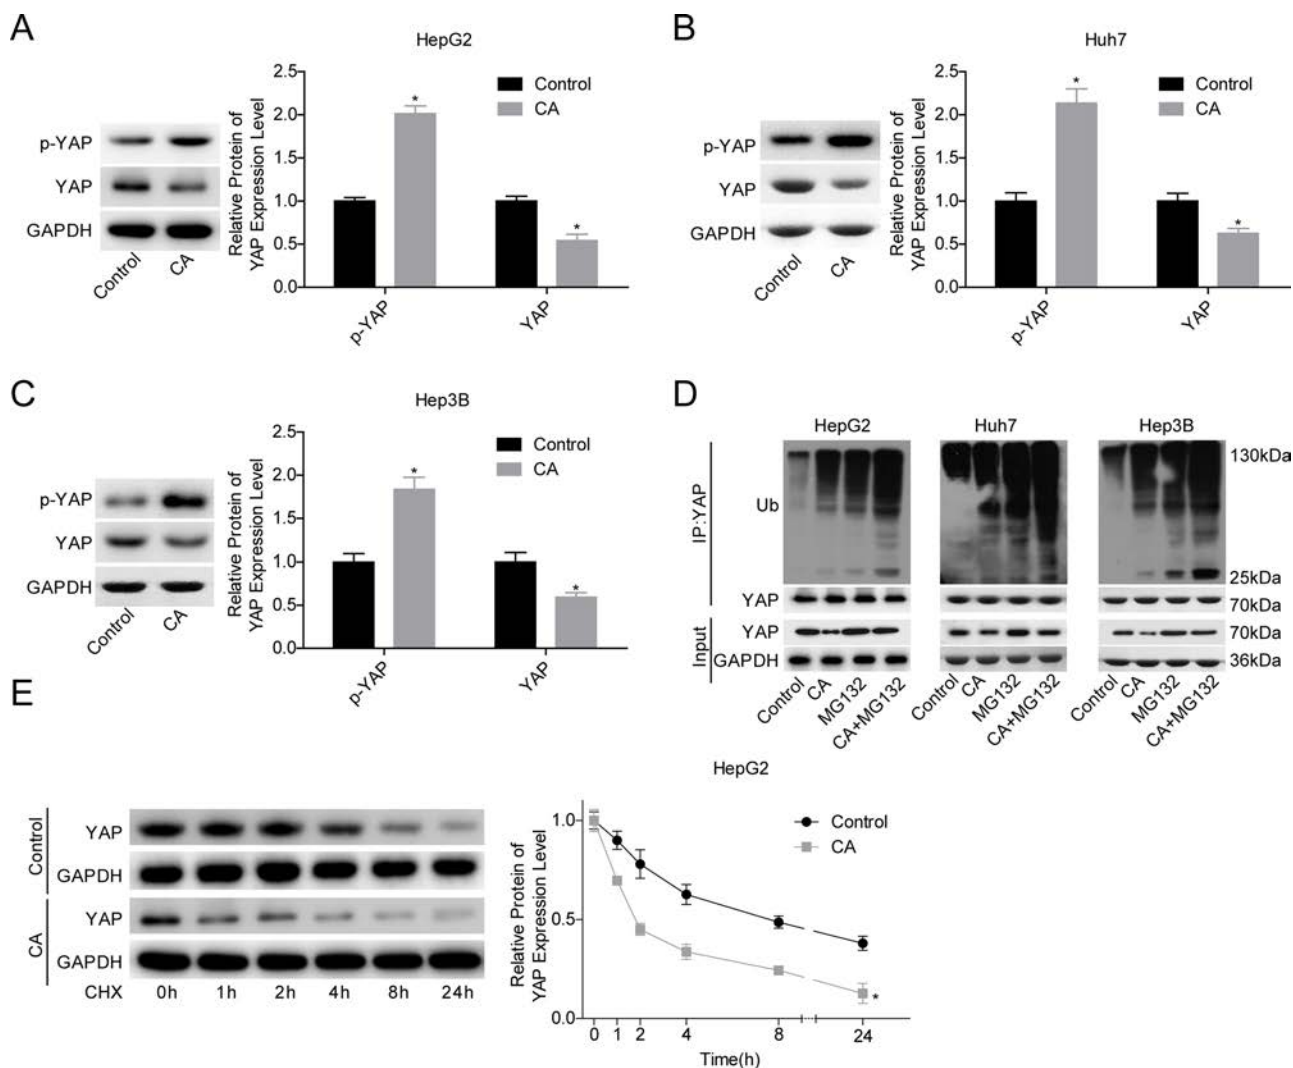 A
HepG2
p-YAP
YAP
GAPDH
Control
CA
Relative Protein of
YAP Expression Level
2.5
2.0
1.5
1.0
0.5
0.0
Control
CA
*
*
p-YAP
YAP
B
Huh7
p-YAP
YAP
GAPDH
Control
CA
Relative Protein of
YAP Expression Level
2.5
2.0
1.5
1.0
0.5
0.0
Control
CA
*
*
p-YAP
YAP
C
Hep3B
p-YAP
YAP
GAPDH
Control
CA
Relative Protein of
YAP Expression Level
2.5
2.0
1.5
1.0
0.5
0.0
Control
CA
*
*
p-YAP
YAP
D
HepG2
Huh7
Hep3B
IP:YAP
Ub
130kDa
25kDa
YAP
70kDa
Input
YAP
70kDa
GAPDH
36kDa
Control
CA
MG132
CA+MG132
Control
CA
MG132
CA+MG132
Control
CA
MG132
CA+MG132
E
Control
YAP
GAPDH
CA
YAP
GAPDH
CHX 0h 1h 2h 4h 8h 24h
HepG2
Relative Protein of
YAP Expression Level
1.0
0.5
0.0
Control
CA
*
0 1 2 4 8 24
Time(h)